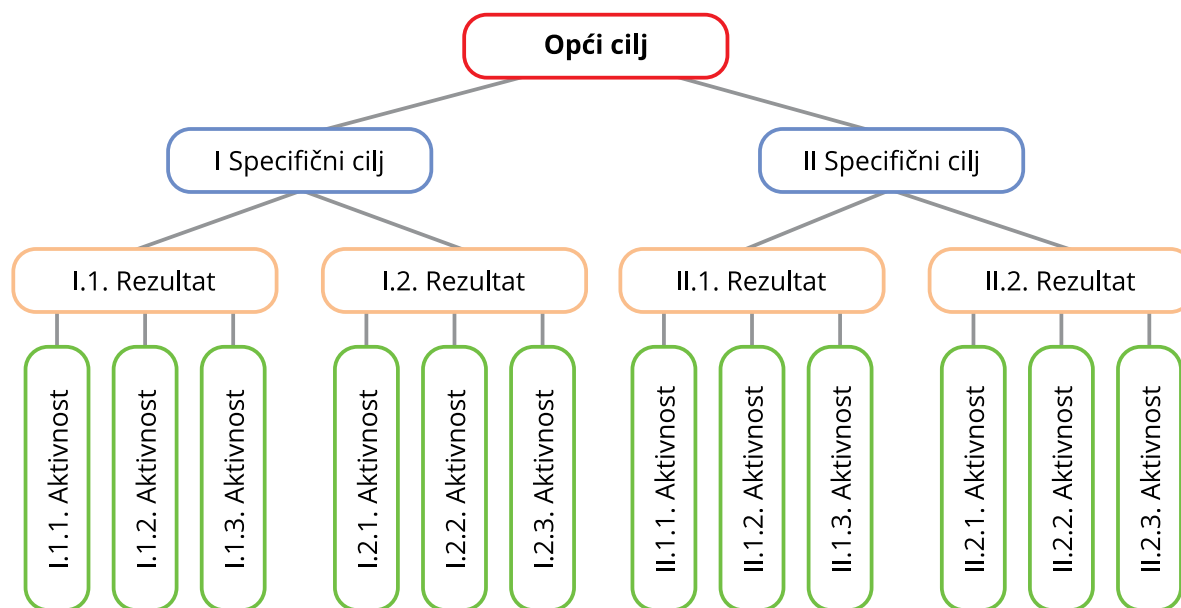 Opći cilj
I Specifični cilj
II Specifični cilj
I.1. Rezultat
I.2. Rezultat
II.1. Rezultat
II.2. Rezultat
I.1.1. Aktivnost
I.1.2. Aktivnost
I.1.3. Aktivnost
I.2.1. Aktivnost
I.2.2. Aktivnost
I.2.3. Aktivnost
II.1.1. Aktivnost
II.1.2. Aktivnost
II.1.3. Aktivnost
II.2.1. Aktivnost
II.2.2. Aktivnost
II.2.3. Aktivnost